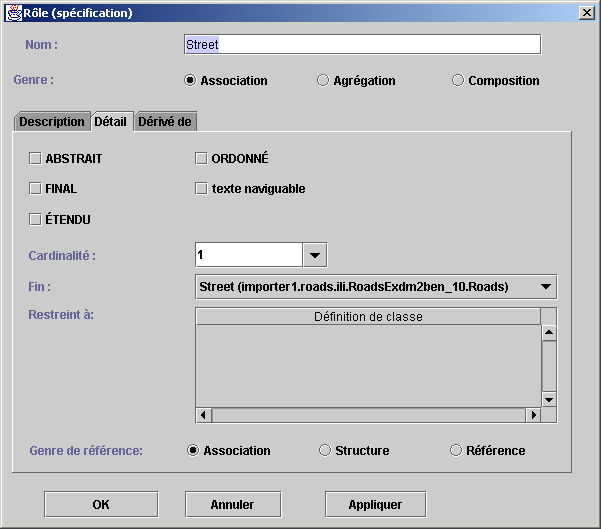 Rôle (spécification)
Nom :
Street
Genre :
Association
Agrégation
Composition
Description
Détail
Dérivé de
ABSTRAIT
ORDONNÉ
FINAL
texte naviguable
ÉTENDU
Cardinalité :
1
Fin :
Street (importer1.roads.ili.RoadsExdm2ben_10.Roads)
Restreint à:
Définition de classe
Genre de référence:
Association
Structure
Référence
OK
Annuler
Appliquer